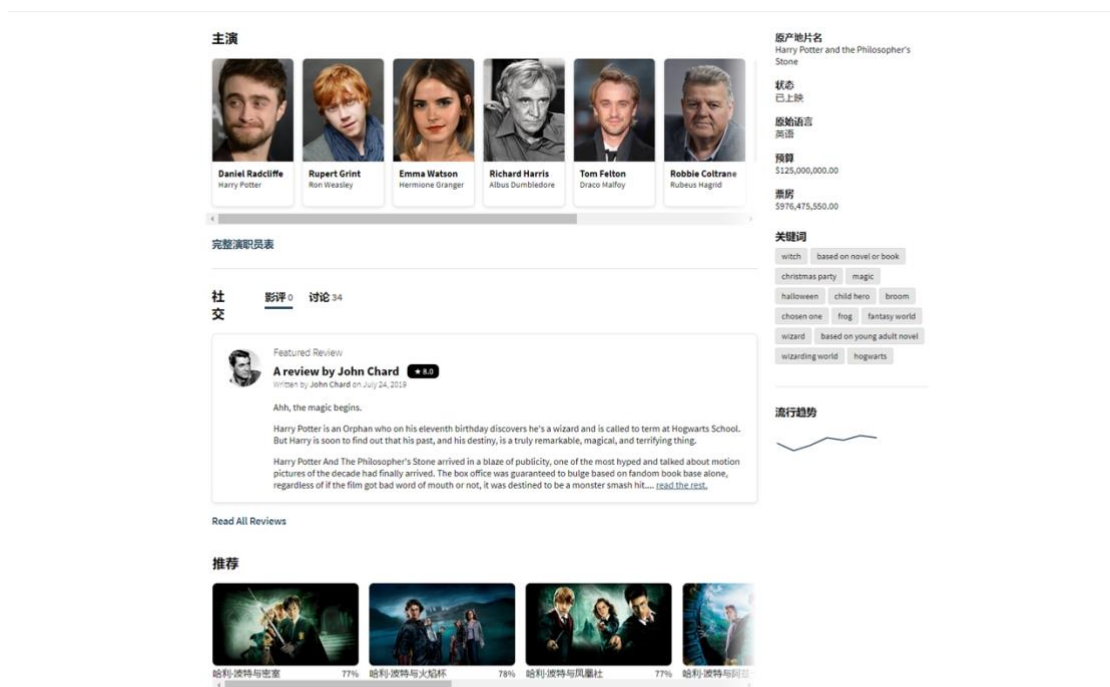 主演
Daniel Radcliffe
Harry Potter
Rupert Grint
Ron Weasley
Emma Watson
Hermione Granger
Richard Harris
Albus Dumbledore
Tom Felton
Draco Malfoy
Robbie Coltrane
Rubeus Hagrid
完整演职员表
社
交
影评 0 讨论 34
Featured Review
A review by John Chard ★ 8.0
Written by John Chard on July 24, 2019
Ahh, the magic begins.
Harry Potter is an Orphan who on his eleventh birthday discovers he's a wizard and is called to term at Hogwarts School.
But Harry is soon to find out that his past, and his destiny, is a truly remarkable, magical, and terrifying thing.
Harry Potter And The Philosopher's Stone arrived in a blaze of publicity, one of the most hyped and talked about motion
pictures of the decade had finally arrived. The box office was guaranteed to bulge based on fandom book base alone,
regardless of if the film got bad word of mouth or not, it was destined to be a monster smash hit.... read the rest.
Read All Reviews
推荐
哈利·波特与密室 77%
哈利·波特与火焰杯 78%
哈利·波特与凤凰社 77%
哈利·波特与阿兹
原产地片名
Harry Potter and the Philosopher's
Stone
状态
已上映
原始语言
英语
预算
$125,000,000.00
票房
$976,475,550.00
关键词
witch based on novel or book
christmas party magic
halloween child hero broom
chosen one frog fantasy world
wizard based on young adult novel
wizarding world hogwarts
流行趋势